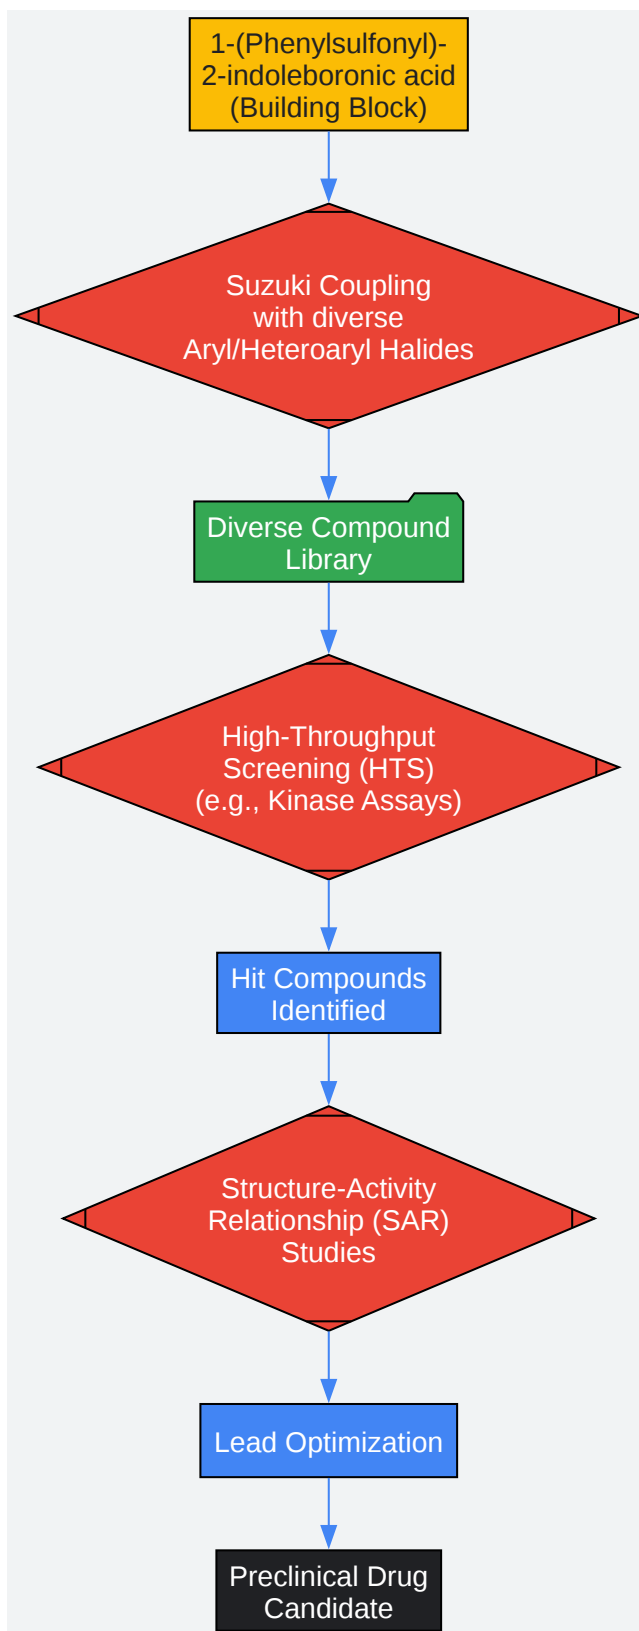 1-(Phenylsulfonyl)-
2-indoleboronic acid
(Building Block)
Suzuki Coupling
with diverse
Aryl/Heteroaryl Halides
Diverse Compound
Library
High-Throughput
Screening (HTS)
(e.g., Kinase Assays)
Hit Compounds
Identified
Structure-Activity
Relationship (SAR)
Studies
Lead Optimization
Preclinical Drug
Candidate